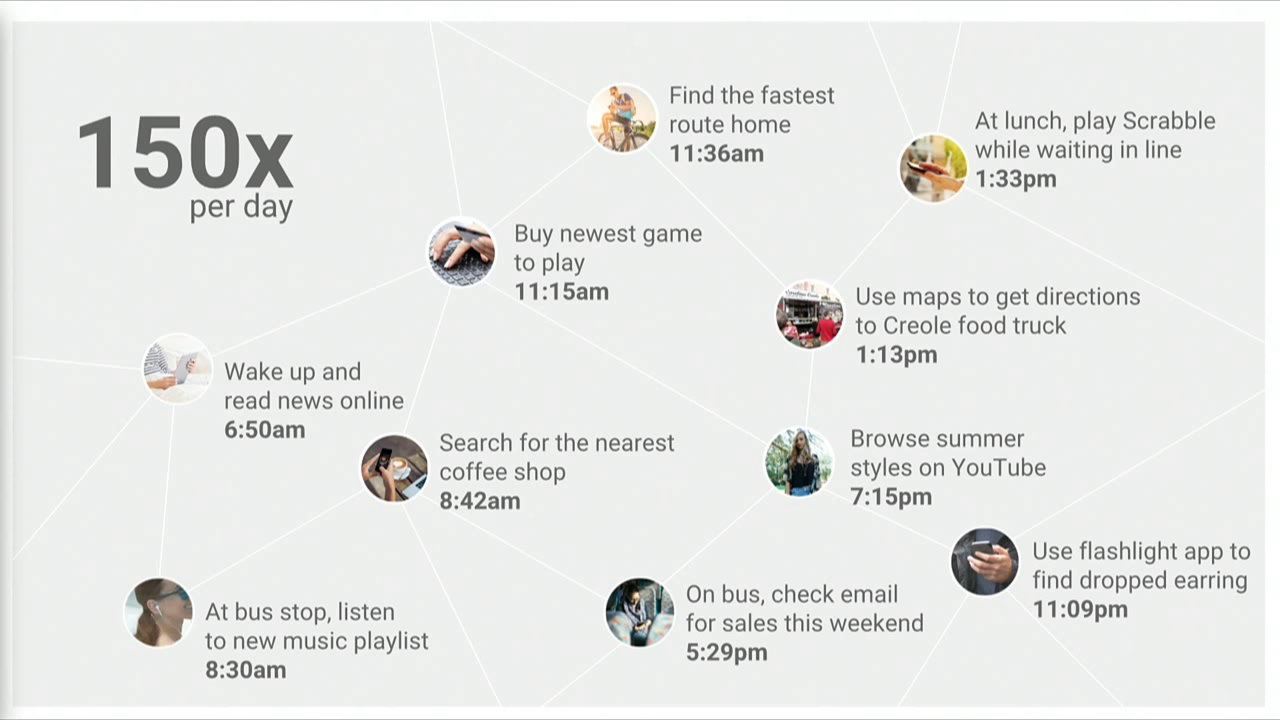 150x
per day
Find the fastest
route home
11:36am
At lunch, play Scrabble
while waiting in line
1:33pm
Buy newest game
to play
11:15am
Use maps to get directions
to Creole food truck
1:13pm
Wake up and
read news online
6:50am
Search for the nearest
coffee shop
8:42am
Browse summer
styles on YouTube
7:15pm
Use flashlight app to
find dropped earring
11:09pm
At bus stop, listen
to new music playlist
8:30am
On bus, check email
for sales this weekend
5:29pm